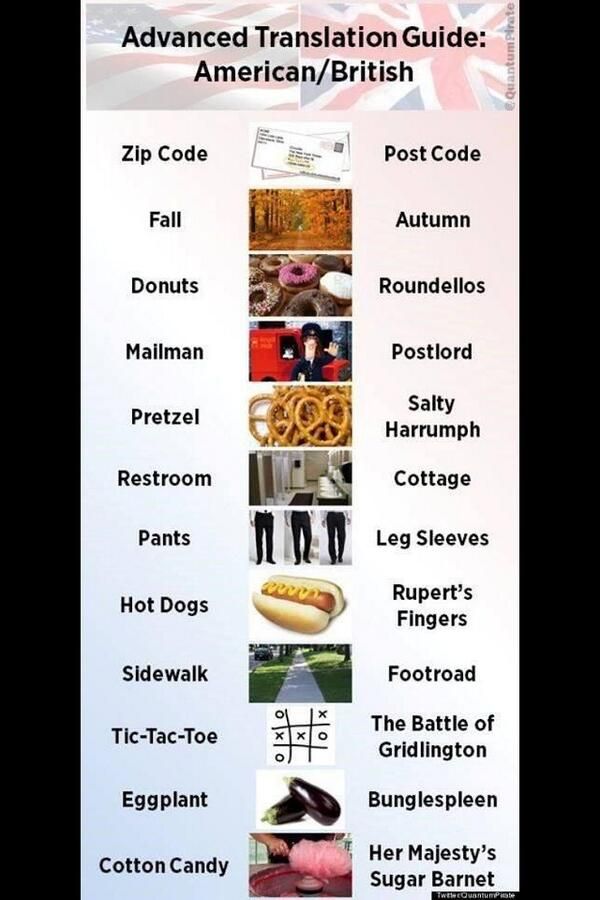 Advanced Translation Guide:
American/British
@QuantumPirate
Zip Code
Post Code
Fall
Autumn
Donuts
Roundellos
Mailman
Postlord
Pretzel
Salty
Harrumph
Restroom
Cottage
Pants
Leg Sleeves
Hot Dogs
Rupert's
Fingers
Sidewalk
Footroad
Tic-Tac-Toe
The Battle of
Gridlington
Eggplant
Bunglespleen
Cotton Candy
Her Majesty's
Sugar Barnet
Twitter/QuantumPirate